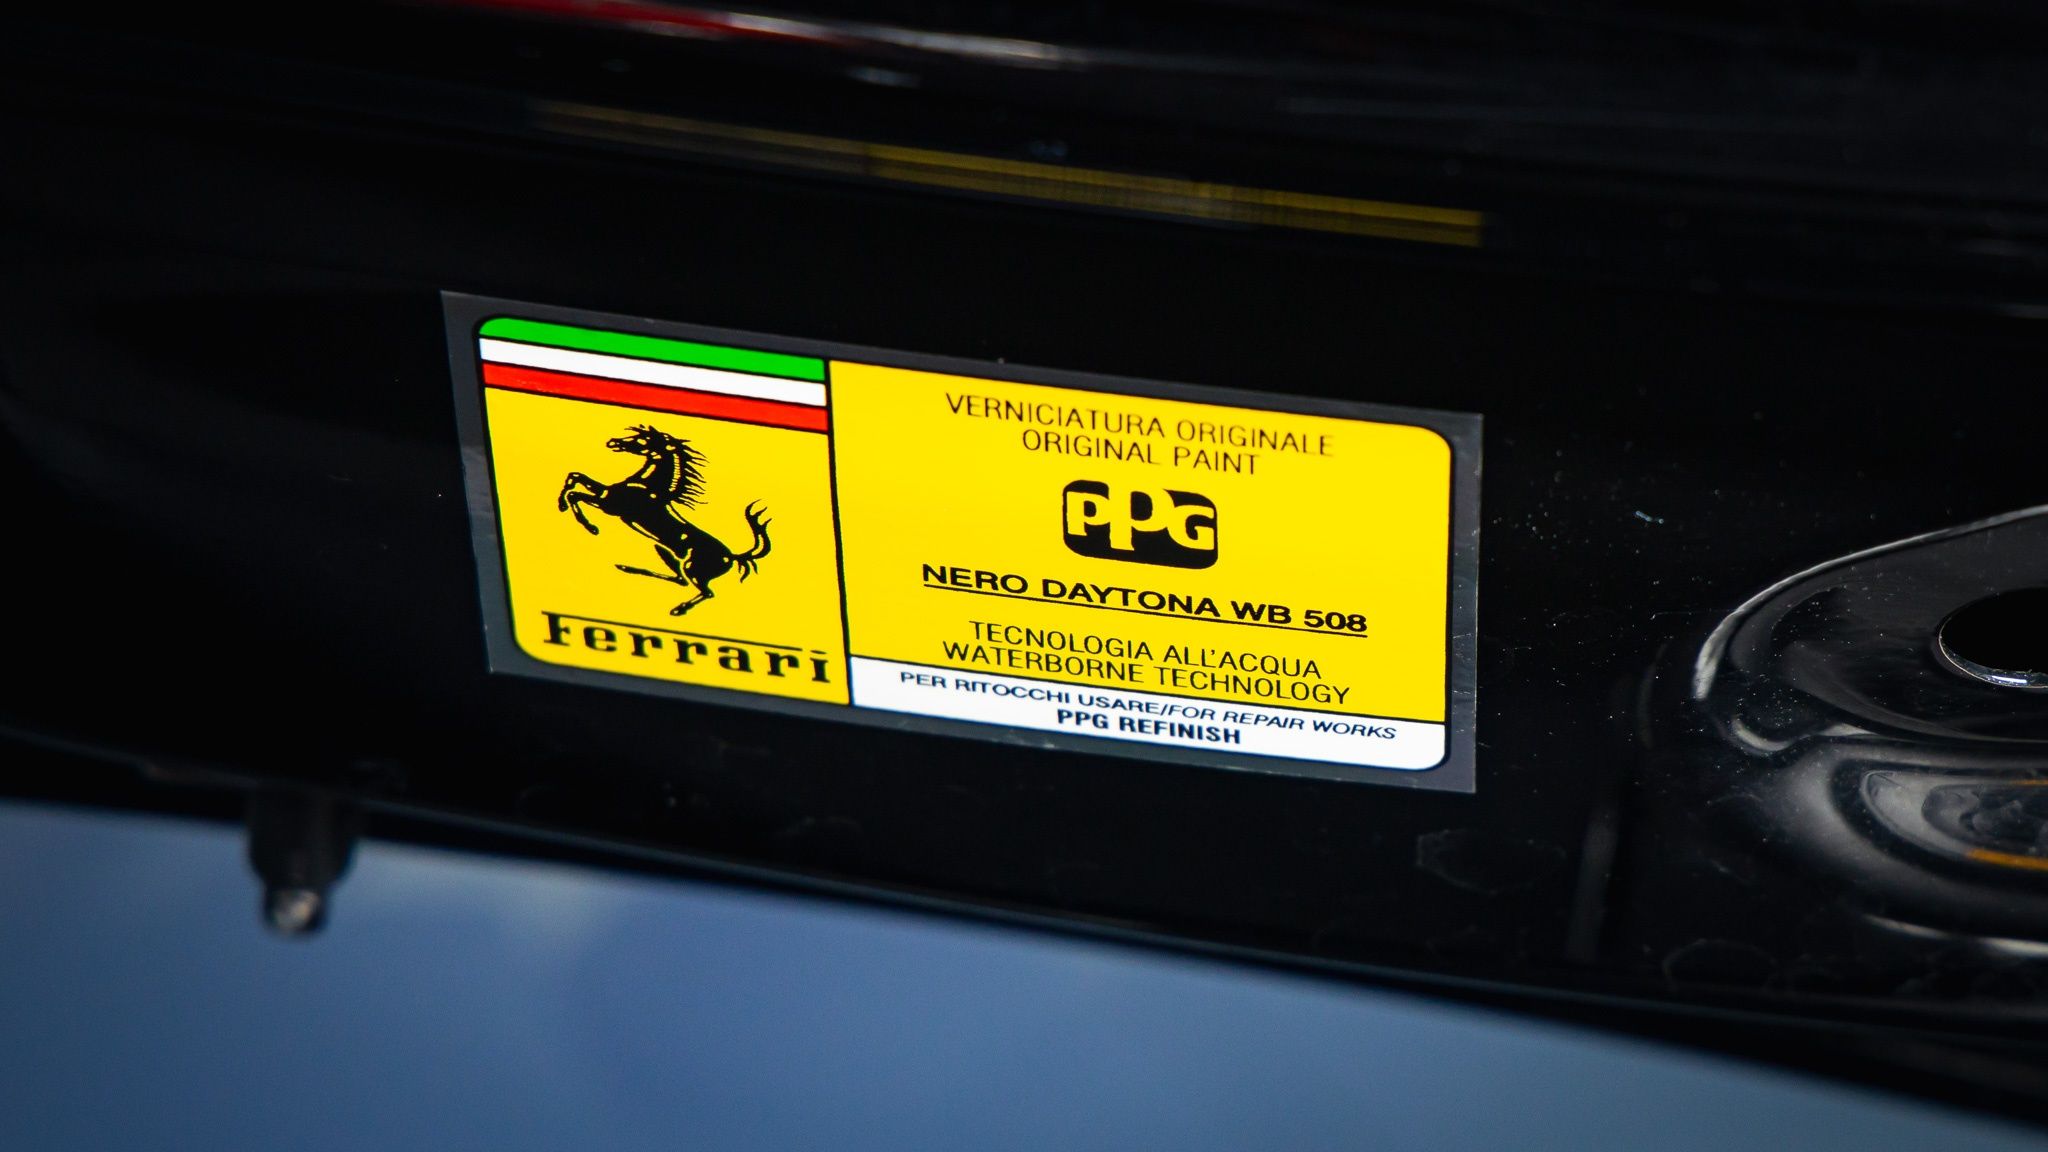 Ferrari
VERNICIATURA ORIGINALE
ORIGINAL PAINT
PPG
NERO DAYTONA WB 508
TECNOLOGIA ALL'ACQUA
WATERBORNE TECHNOLOGY
PER RITOCCHI USARE/FOR REPAIR WORKS
PPG REFINISH